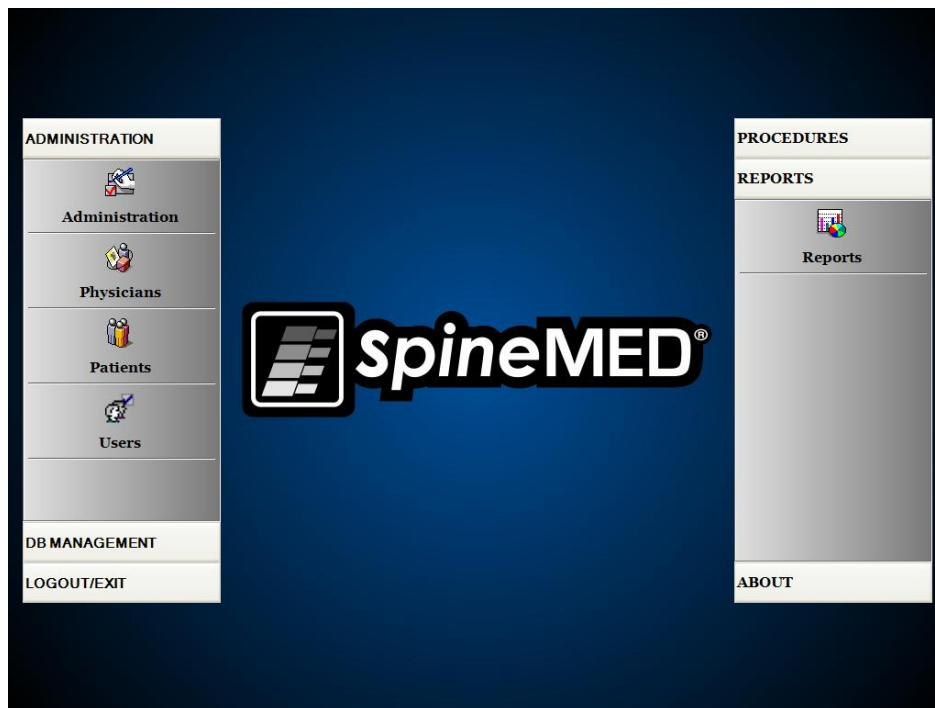 ADMINISTRATION
Administration
Physicians
Patients
Users
DB MANAGEMENT
LOGOUT/EXIT
SpineMED®
PROCEDURES
REPORTS
Reports
ABOUT